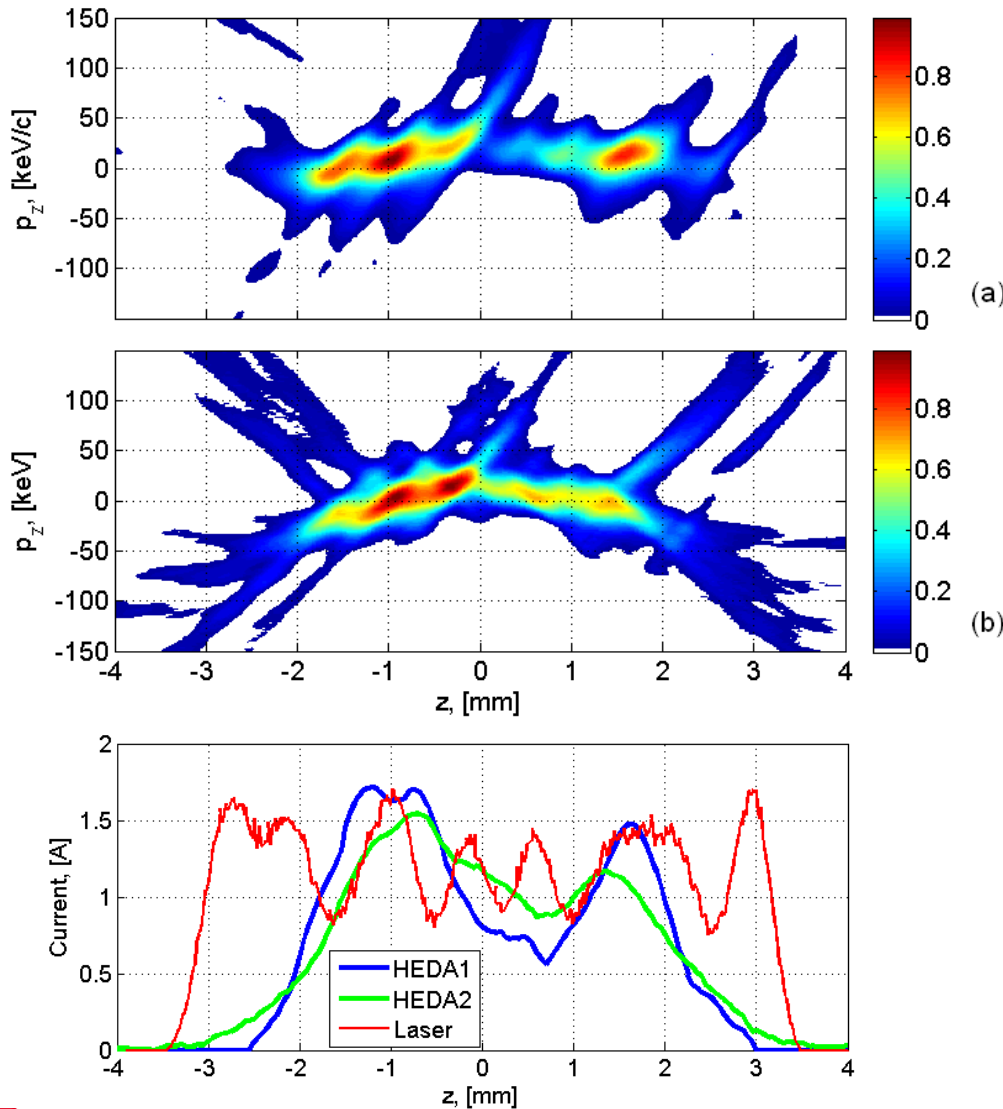 150
100
50
0
-50
-100
p_z, [keV/c]
0.8
0.6
0.4
0.2
0
(a)
100
50
0
-50
-100
-150
p_z, [keV]
-4 -3 -2 -1 0 1 2 3 4
z, [mm]
0.8
0.6
0.4
0.2
0
(b)
2
1.5
1
0.5
0
Current, [A]
HEDA1
HEDA2
Laser
-4 -3 -2 -1 0 1 2 3 4
z, [mm]